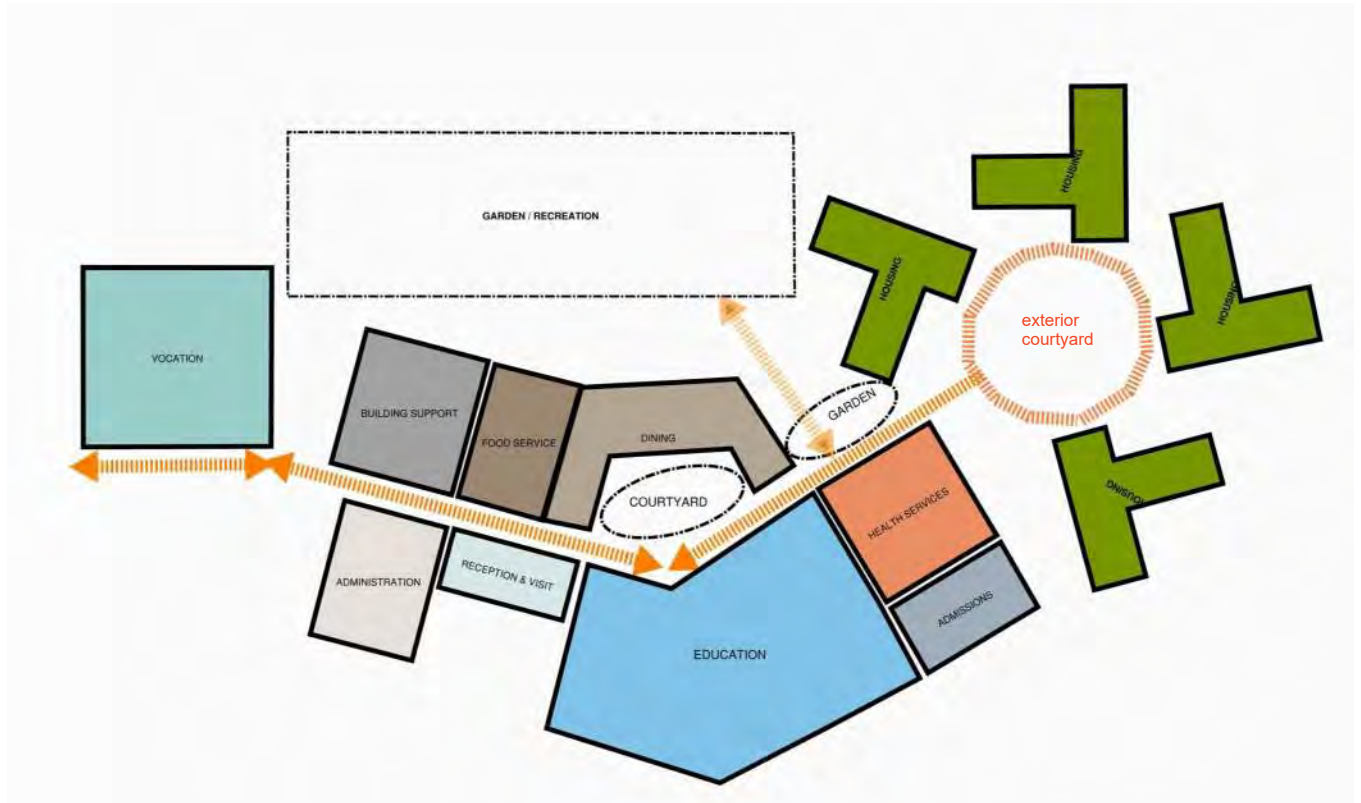 HOUSING
GARDEN / RECREATION
HOUSING
HOUSING
exterior
courtyard
VOCATION
GARDEN
BUILDING SUPPORT
FOOD SERVICE
DINING
COURTYARD
HOUSING
HEALTH SERVICES
ADMINISTRATION
RECEPTION & VISIT
ADMISSIONS
EDUCATION